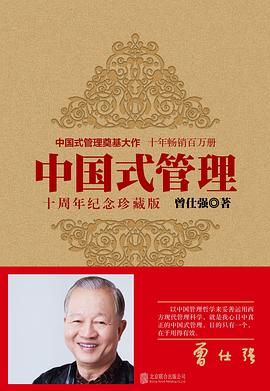 中国式管理奠基大作 十年畅销百万册
中国式管理
十周年纪念珍藏版 曾仕强◎著
以中国管理哲学来妥善运用西
方现代管理科学，就是我心目中真
正的中国式管理。目的只有一个，
在于用得有效。
曾仕强
北京联合出版公司